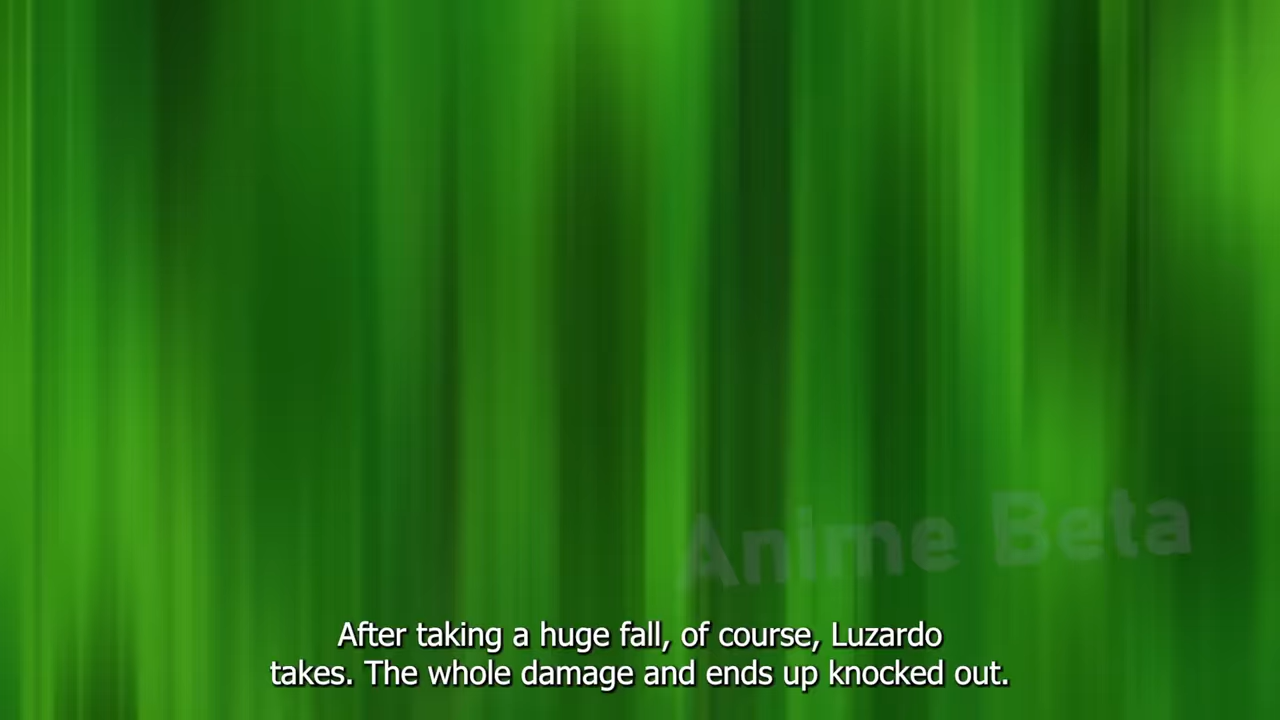 Anime Beta
After taking a huge fall, of course, Luzardo
takes. The whole damage and ends up knocked out.